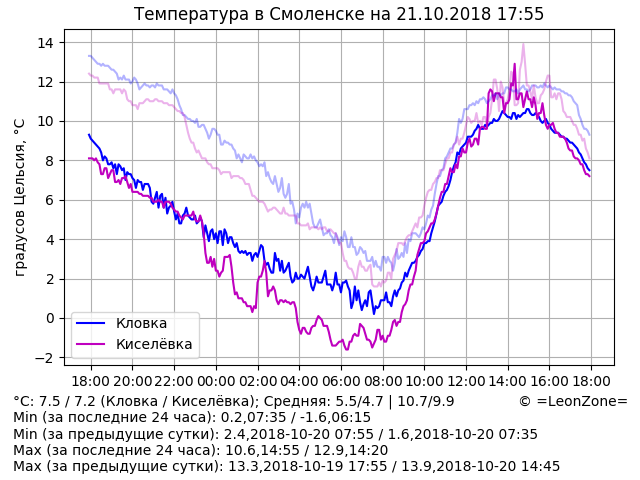 Температура в Смоленске на 21.10.2018 17:55
градусов Цельсия, °C
14
12
10
8
6
4
2
0
−2
Кловка
Киселёвка
18:00 20:00 22:00 00:00 02:00 04:00 06:00 08:00 10:00 12:00 14:00 16:00 18:00
°C: 7.5 / 7.2 (Кловка / Киселёвка); Средняя: 5.5/4.7 | 10.7/9.9 © =LeonZone=
Min (за последние 24 часа): 0.2,07:35 / -1.6,06:15
Min (за предыдущие сутки): 2.4,2018-10-20 07:55 / 1.6,2018-10-20 07:35
Max (за последние 24 часа): 10.6,14:55 / 12.9,14:20
Max (за предыдущие сутки): 13.3,2018-10-19 17:55 / 13.9,2018-10-20 14:45